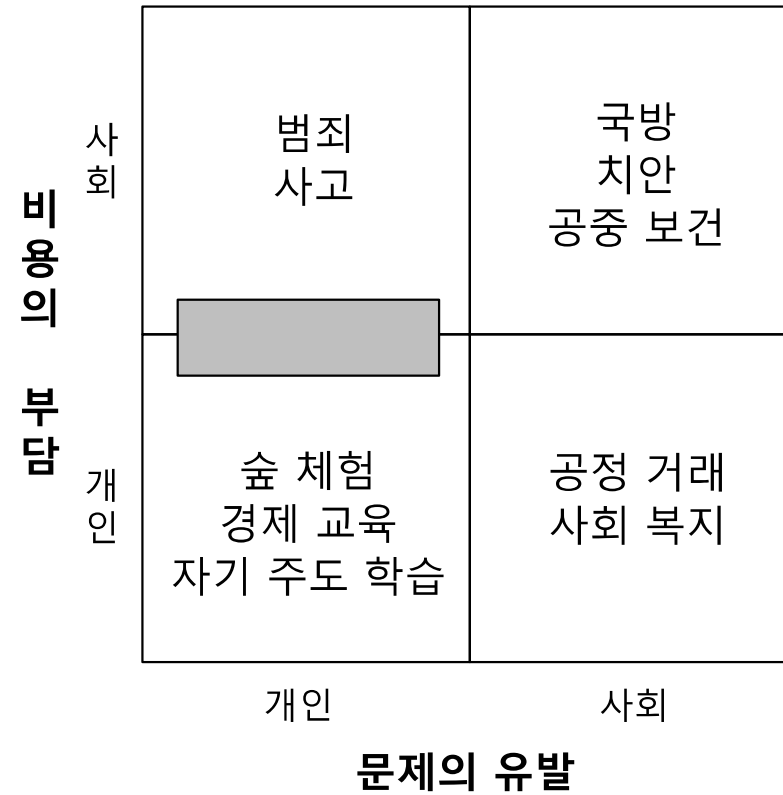 비용의 부담
사회
범죄
사고
국방
치안
공중 보건
개인
숲 체험
경제 교육
자기 주도 학습
공정 거래
사회 복지
개인
사회
문제의 유발